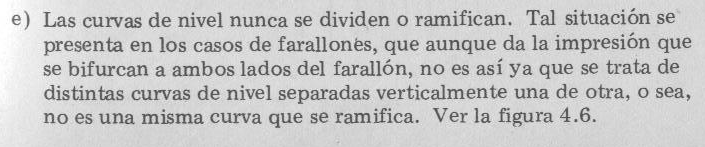 e) Las curvas de nivel nunca se dividen o ramifican. Tal situación se
presenta en los casos de farallones, que aunque da la impresión que
se bifurcan a ambos lados del farallón, no es así ya que se trata de
distintas curvas de nivel separadas verticalmente una de otra, o sea,
no es una misma curva que se ramifica. Ver la figura 4.6.